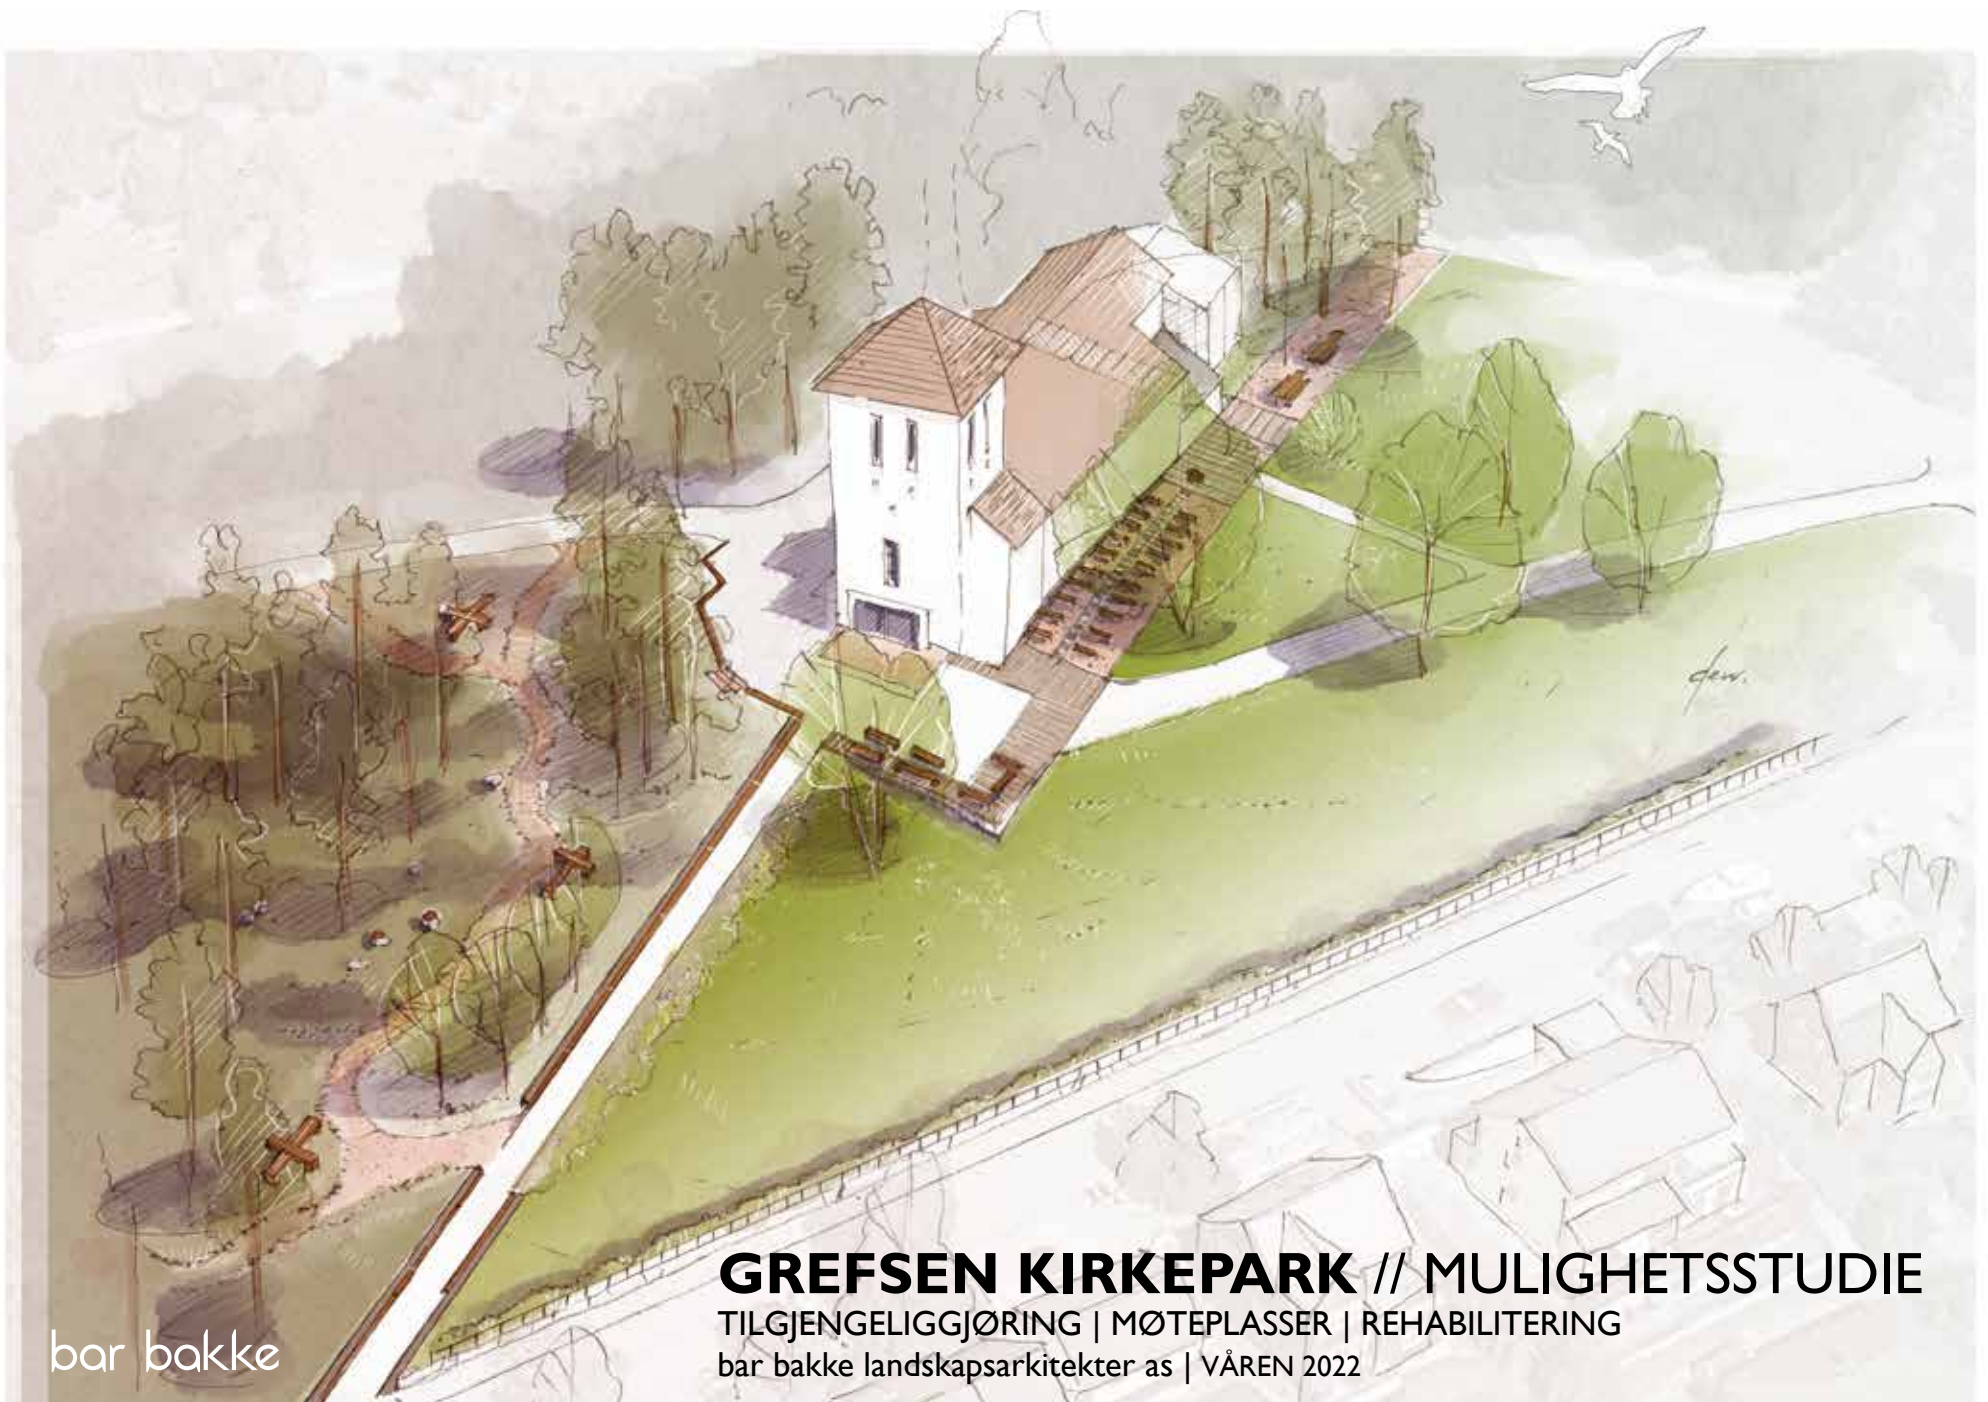 GREFSEN KIRKEPARK // MULIGHETSSTUDIE
TILGJENGELIGGJØRING | MØTEPLASSER | REHABILITERING
bar bakke landskapsarkitekter as | VÅREN 2022
bar bakke